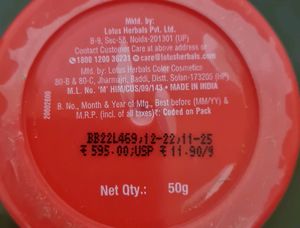 Mktd. by:
Lotus Herbals Pvt. Ltd.
B-9, Sec-58, Noida-201301 (UP)
Contact Customer Care at above address or
1800 1200 36231 care@lotusherbals.com
Mfd. by: Lotus Herbals Color Cosmetics
80-B & 80-C, Jharmajri, Baddi, Distt. Solan-173205 (HP)
M.L. No. 'M' HIM/COS/09/143 • MADE IN INDIA
B. No., Month & Year of Mfg., Best before (MM/YY) &
M.R.P. (incl. of all taxes)₹: Coded on Pack
BB22L469;12-22;11-25
₹ 595.00;USP ₹ 11.90/9
Net Qty.: 50g